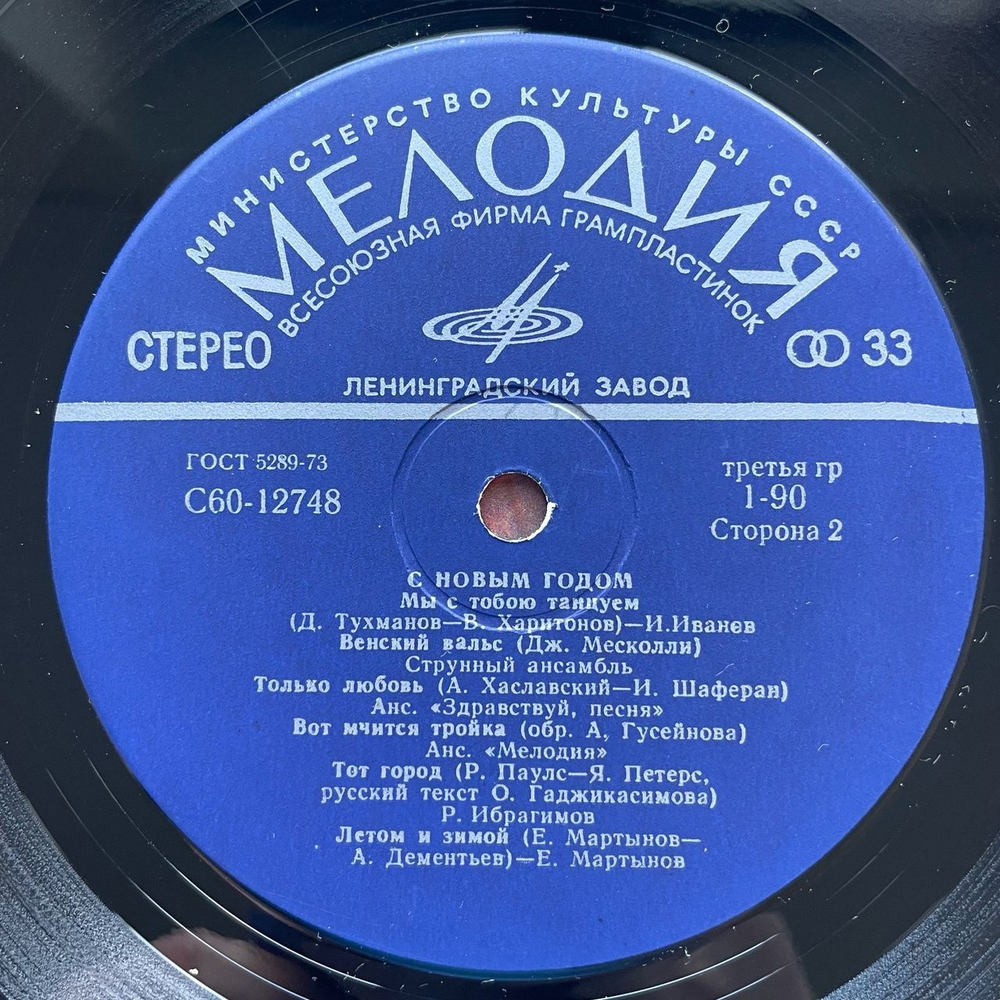 МИНИСТЕРСТВО КУЛЬТУРЫ СССР
МЕЛОДИЯ
ВСЕСОЮЗНАЯ ФИРМА ГРАМПЛАСТИНОК
СТЕРЕО
33
ЛЕНИНГРАДСКИЙ ЗАВОД
ГОСТ 5289-73
С60-12748
третья гр
1-90
Сторона 2
С НОВЫМ ГОДОМ
Мы с тобою танцуем
(Д. Тухманов—В. Харитонов)—И.Иванов
Венский вальс (Дж. Месколли)
Струнный ансамбль
Только любовь (А. Хаславский—И. Шаферан)
Анс. «Здравствуй, песня»
Вот мчится тройка (обр. А, Гусейнова)
Анс. «Мелодия»
Тот город (Р. Паулс—Я. Петерс,
русский текст О. Гаджикасимова)
Р. Ибрагимов
Летом и зимой (Е. Мартынов—
А. Дементьев)—Е. Мартынов